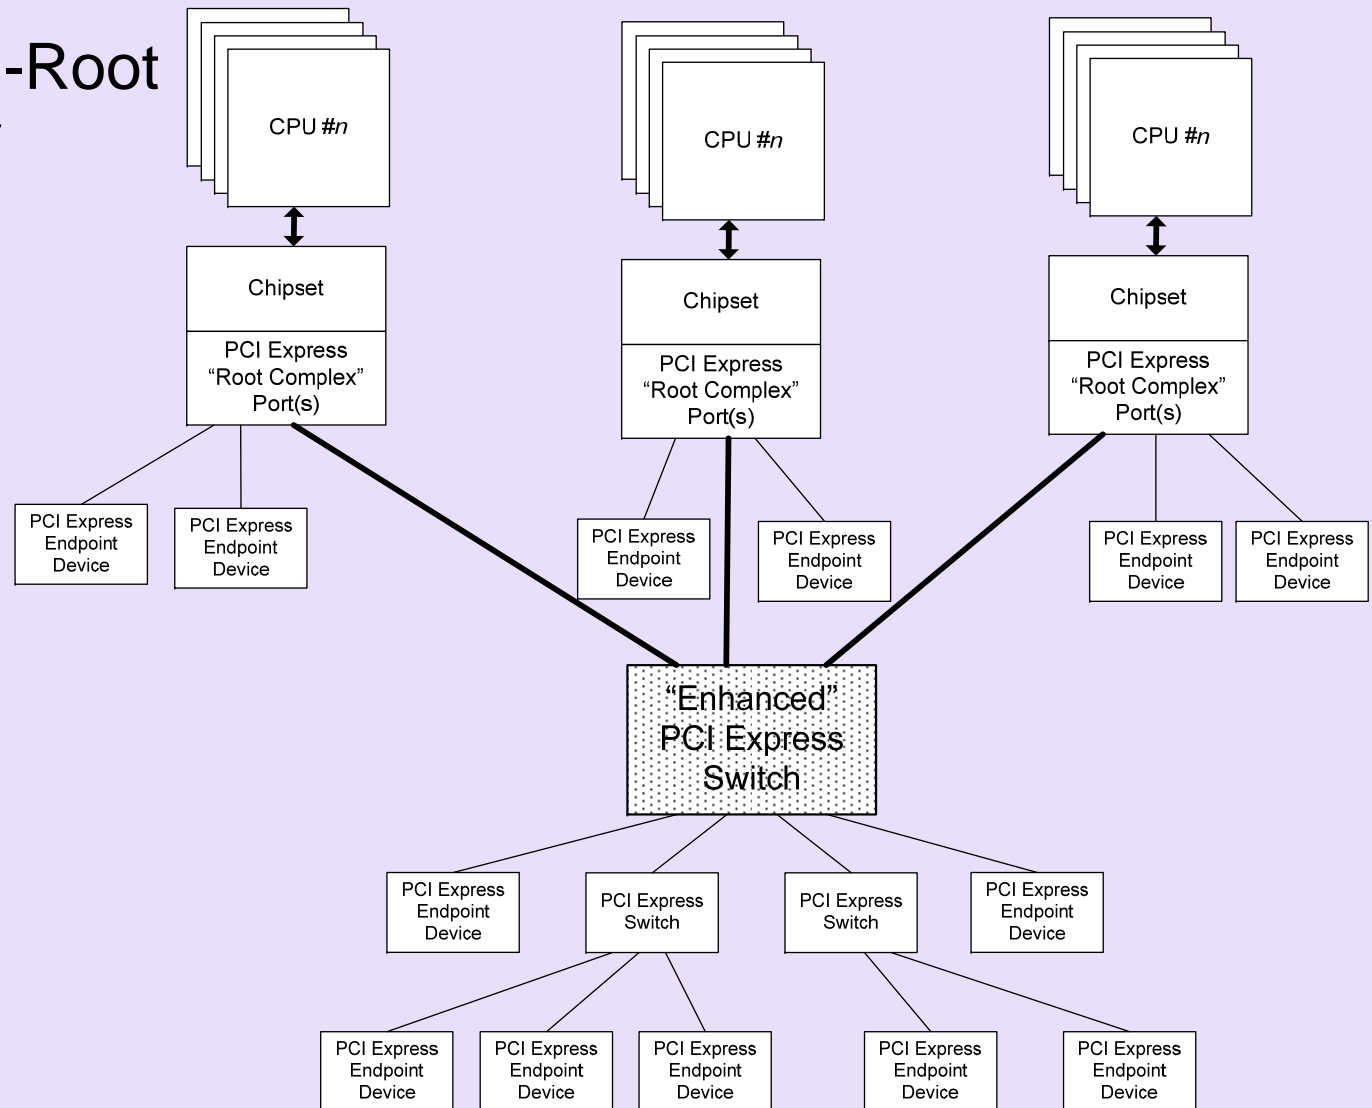 -Root
CPU #n
CPU #n
CPU #n
Chipset
PCI Express
“Root Complex”
Port(s)
Chipset
PCI Express
“Root Complex”
Port(s)
Chipset
PCI Express
“Root Complex”
Port(s)
PCI Express
Endpoint
Device
PCI Express
Endpoint
Device
PCI Express
Endpoint
Device
PCI Express
Endpoint
Device
PCI Express
Endpoint
Device
PCI Express
Endpoint
Device
“Enhanced”
PCI Express
Switch
PCI Express
Endpoint
Device
PCI Express
Switch
PCI Express
Switch
PCI Express
Endpoint
Device
PCI Express
Endpoint
Device
PCI Express
Endpoint
Device
PCI Express
Endpoint
Device
PCI Express
Endpoint
Device
PCI Express
Endpoint
Device